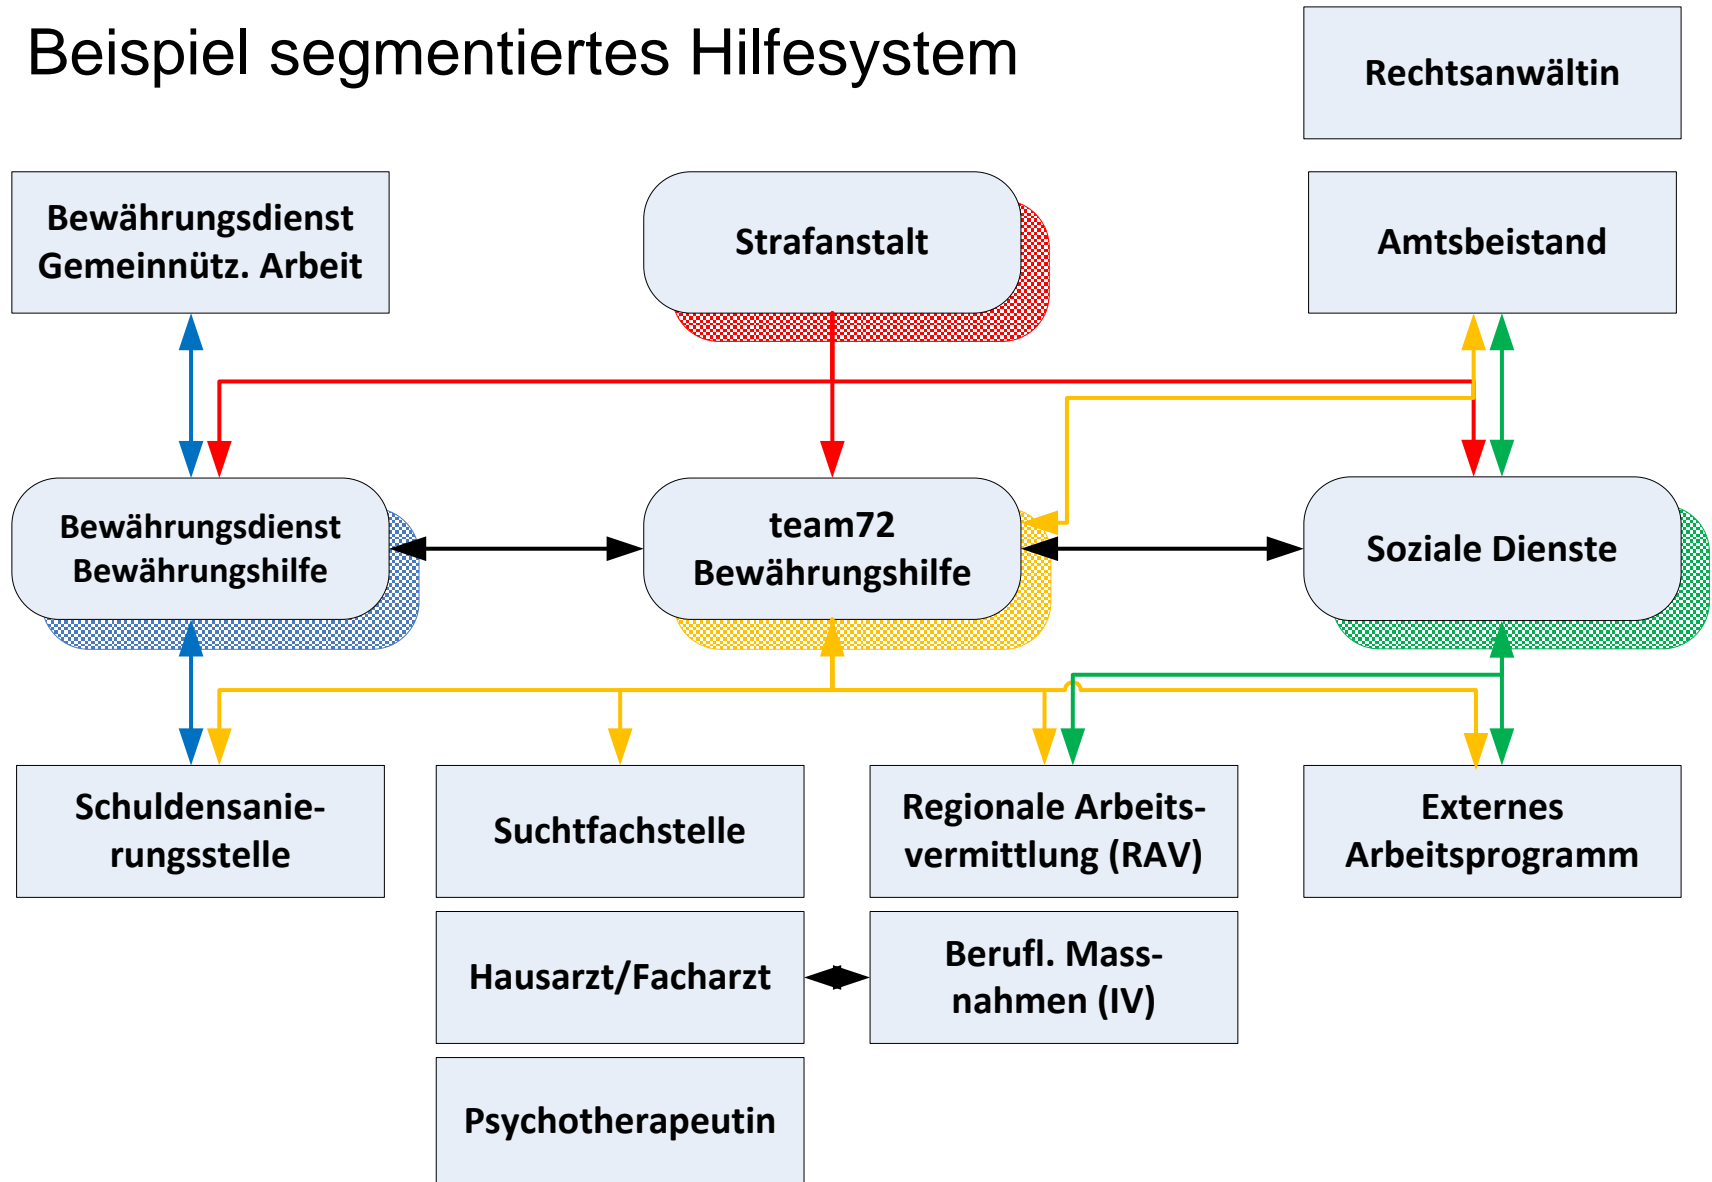 Beispiel segmentiertes Hilfesystem
Rechtsanwältin
Bewährungsdienst
Gemeinnütz. Arbeit
Strafanstalt
Amtsbeistand
Bewährungsdienst
Bewährungshilfe
team72
Bewährungshilfe
Soziale Dienste
Schuldensanie-
rungsstelle
Suchtfachstelle
Regionale Arbeits-
vermittlung (RAV)
Externes
Arbeitsprogramm
Hausarzt/Facharzt
Berufl. Mass-
nahmen (IV)
Psychotherapeutin